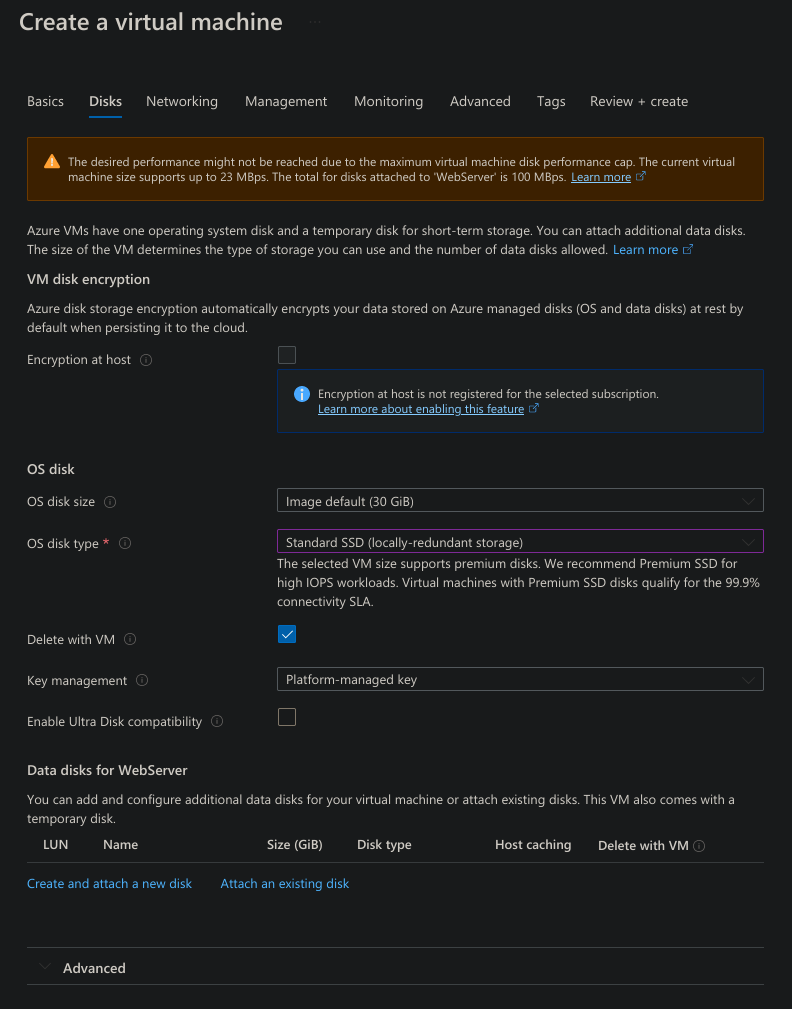 Create a virtual machine ...
Basics Disks Networking Management Monitoring Advanced Tags Review + create
The desired performance might not be reached due to the maximum virtual machine disk performance cap. The current virtual
machine size supports up to 23 MBps. The total for disks attached to 'WebServer' is 100 MBps. Learn more
Azure VMs have one operating system disk and a temporary disk for short-term storage. You can attach additional data disks.
The size of the VM determines the type of storage you can use and the number of data disks allowed. Learn more
VM disk encryption
Azure disk storage encryption automatically encrypts your data stored on Azure managed disks (OS and data disks) at rest by
default when persisting it to the cloud.
Encryption at host
Encryption at host is not registered for the selected subscription.
Learn more about enabling this feature
OS disk
OS disk size Image default (30 GiB)
OS disk type * Standard SSD (locally-redundant storage)
The selected VM size supports premium disks. We recommend Premium SSD for
high IOPS workloads. Virtual machines with Premium SSD disks qualify for the 99.9%
connectivity SLA.
Delete with VM
Key management Platform-managed key
Enable Ultra Disk compatibility
Data disks for WebServer
You can add and configure additional data disks for your virtual machine or attach existing disks. This VM also comes with a
temporary disk.
LUN Name Size (GiB) Disk type Host caching Delete with VM
Create and attach a new disk Attach an existing disk
Advanced